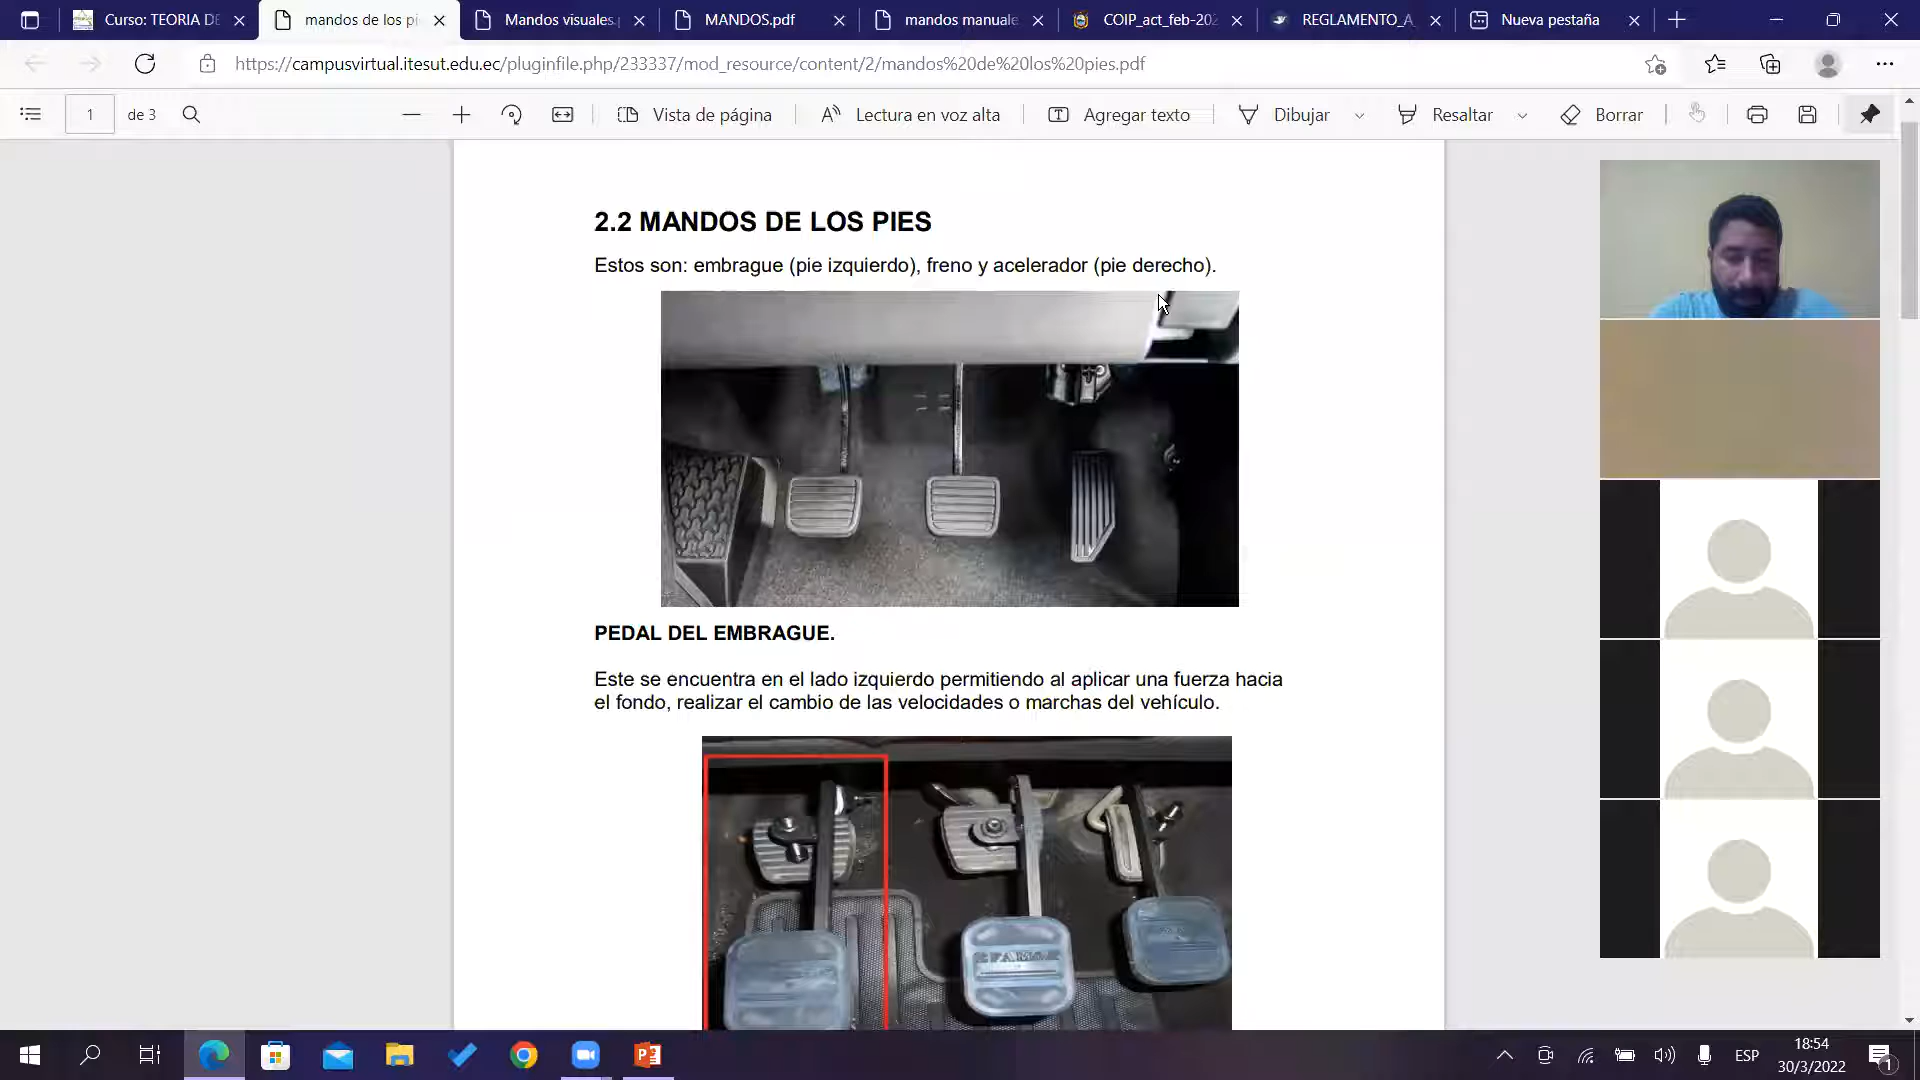 Curso: TEORIA DE
mandos de los pi
Mandos visuales.p
MANDOS.pdf
mandos manuale
COIP_act_feb-202
REGLAMENTO_A
Nueva pestaña
https://campusvirtual.itesut.edu.ec/pluginfile.php/233337/mod_resource/content/2/mandos%20de%20los%20pies.pdf
1 de 3
Vista de página
Lectura en voz alta
Agregar texto
Dibujar
Resaltar
Borrar
2.2 MANDOS DE LOS PIES
Estos son: embrague (pie izquierdo), freno y acelerador (pie derecho).
PEDAL DEL EMBRAGUE.
Este se encuentra en el lado izquierdo permitiendo al aplicar una fuerza hacia
el fondo, realizar el cambio de las velocidades o marchas del vehículo.
ESP
18:54
30/3/2022
1